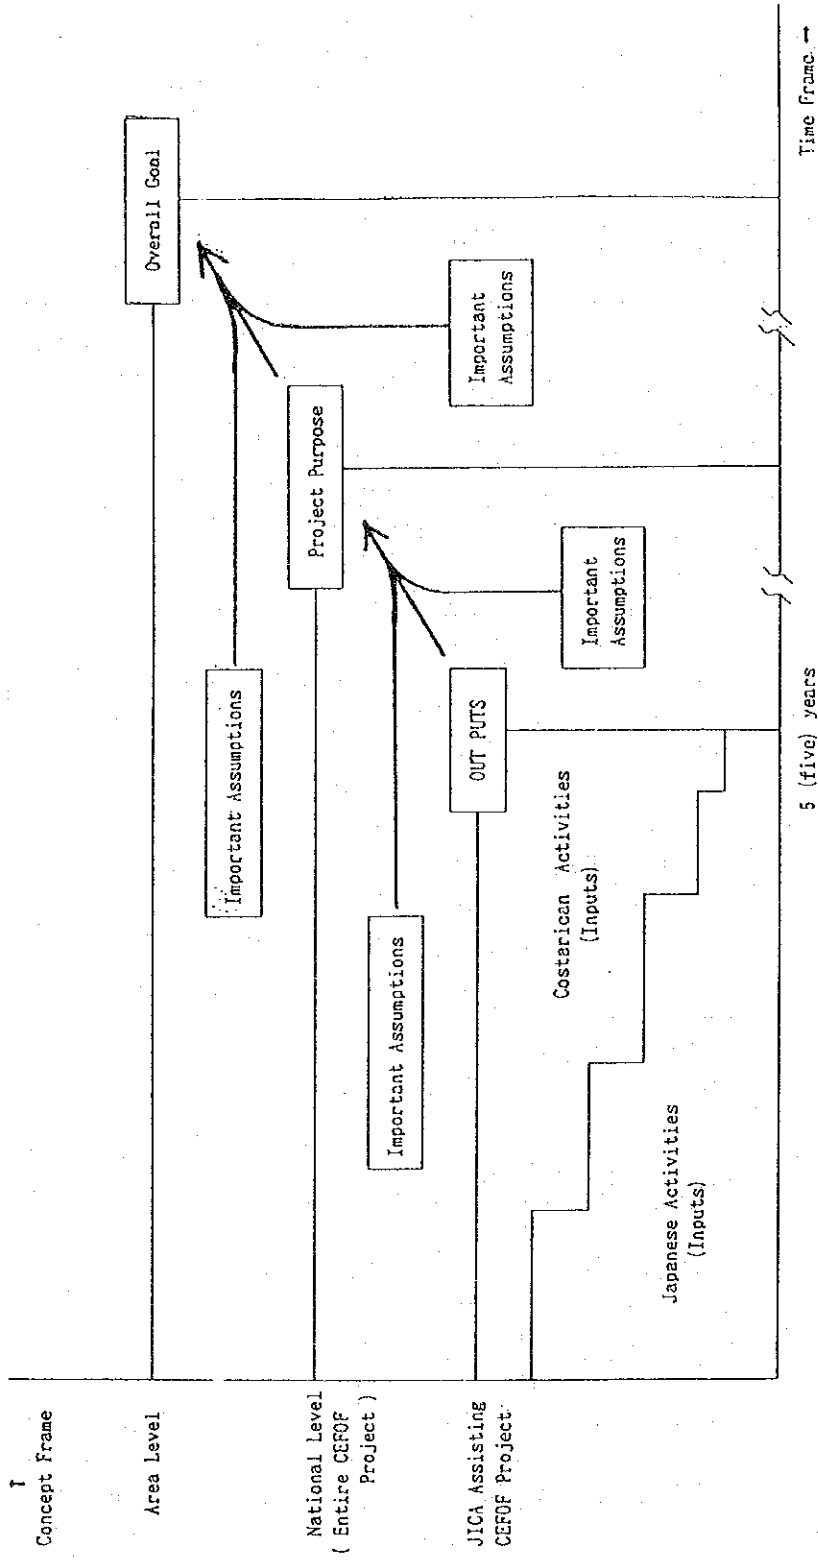 ↑
Concept Frame
Area Level
Overall Goal
Important Assumptions
National Level
( Entire CEFOF
Project )
Project Purpose
Important
Assumptions
Important Assumptions
JICA Assisting
CEFOF Project
OUT PUTS
Important
Assumptions
Costarican Activities
(Inputs)
Japanese Activities
(Inputs)
5 (five) years
Time frame →